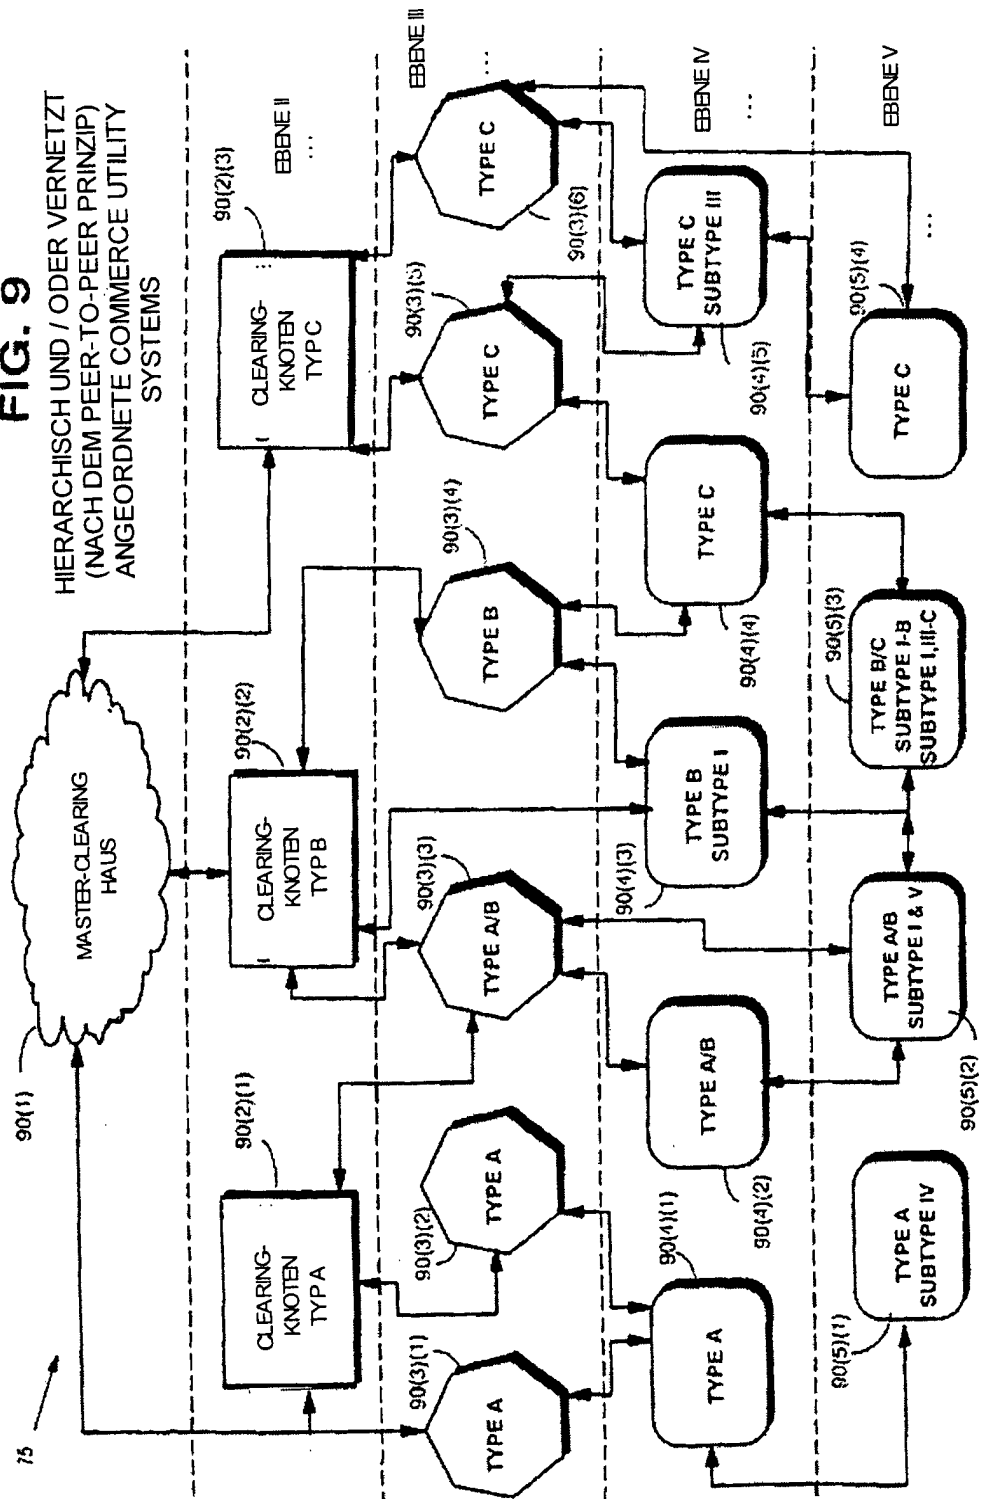 FIG. 9
HIERARCHISCH UND / ODER VERNETZT
(NACH DEM PEER-TO-PEER PRINZIP)
ANGEORDNETE COMMERCE UTILITY
SYSTEMS
75
90(1)
MASTER-CLEARING
HAUS
EBENE II
...
90(2)(1)
CLEARING-
KNOTEN
TYP A
90(2)(2)
CLEARING-
KNOTEN
TYP B
90(2)(3)
CLEARING-
KNOTEN
TYP C
EBENE III
...
90(3)(1)
TYPE A
90(3)(2)
TYPE A
90(3)(3)
TYPE A/B
90(3)(4)
TYPE B
90(3)(5)
TYPE C
90(3)(6)
TYPE C
EBENE IV
...
90(4)(1)
TYPE A
90(4)(2)
TYPE A/B
90(4)(3)
TYPE B
SUBTYPE I
90(4)(4)
TYPE C
90(4)(5)
TYPE C
SUBTYPE III
EBENE V
...
90(5)(1)
TYPE A
SUBTYPE IV
90(5)(2)
TYPE A/B
SUBTYPE I & V
90(5)(3)
TYPE B/C
SUBTYPE I-B
SUBTYPE I,III-C
90(5)(4)
TYPE C